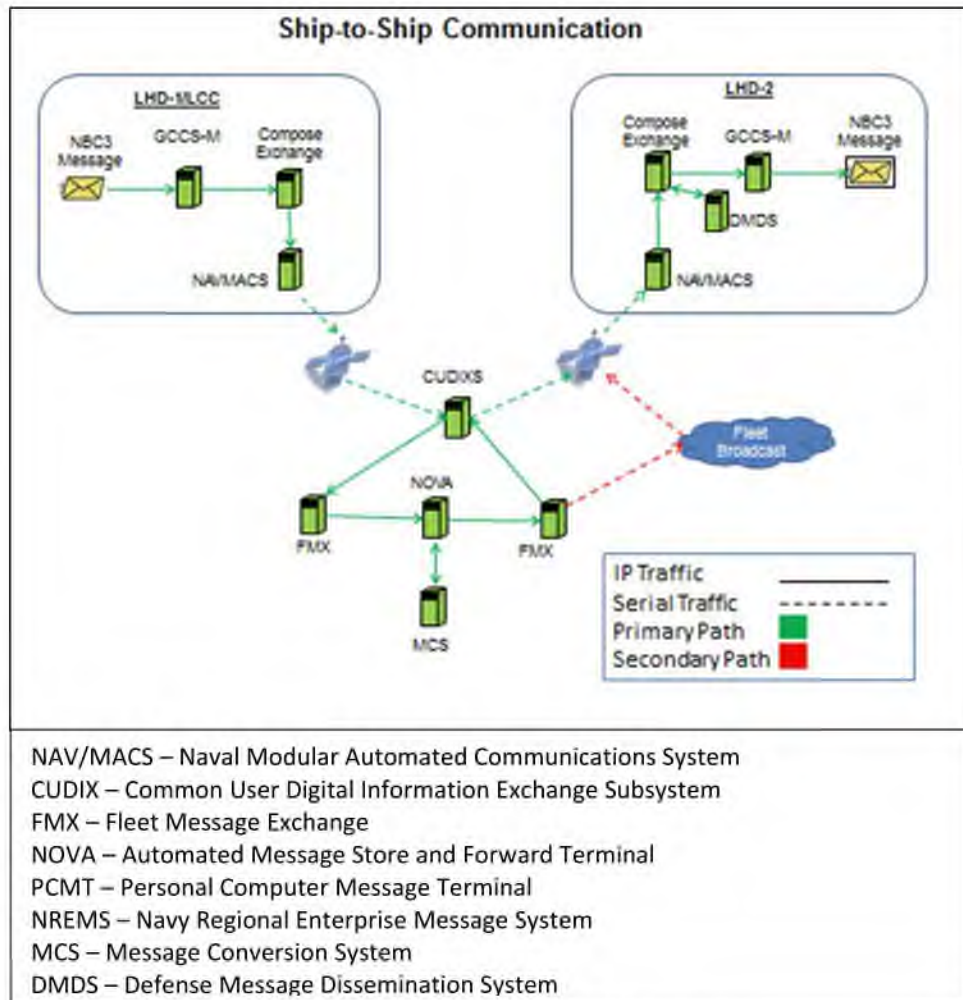 Ship-to-Ship Communication
LHD-1/LCC
NBC3
Message
GCCS-M
Compose
Exchange
NAV/MACS
LHD-2
Compose
Exchange
GCCS-M
NBC3
Message
DMDS
NAV/MACS
CUDIXS
Fleet
Broadcast
FMX
NOVA
FMX
MCS
IP Traffic
Serial Traffic
Primary Path
Secondary Path
NAV/MACS – Naval Modular Automated Communications System
CUDIX – Common User Digital Information Exchange Subsystem
FMX – Fleet Message Exchange
NOVA – Automated Message Store and Forward Terminal
PCMT – Personal Computer Message Terminal
NREMS – Navy Regional Enterprise Message System
MCS – Message Conversion System
DMDS – Defense Message Dissemination System